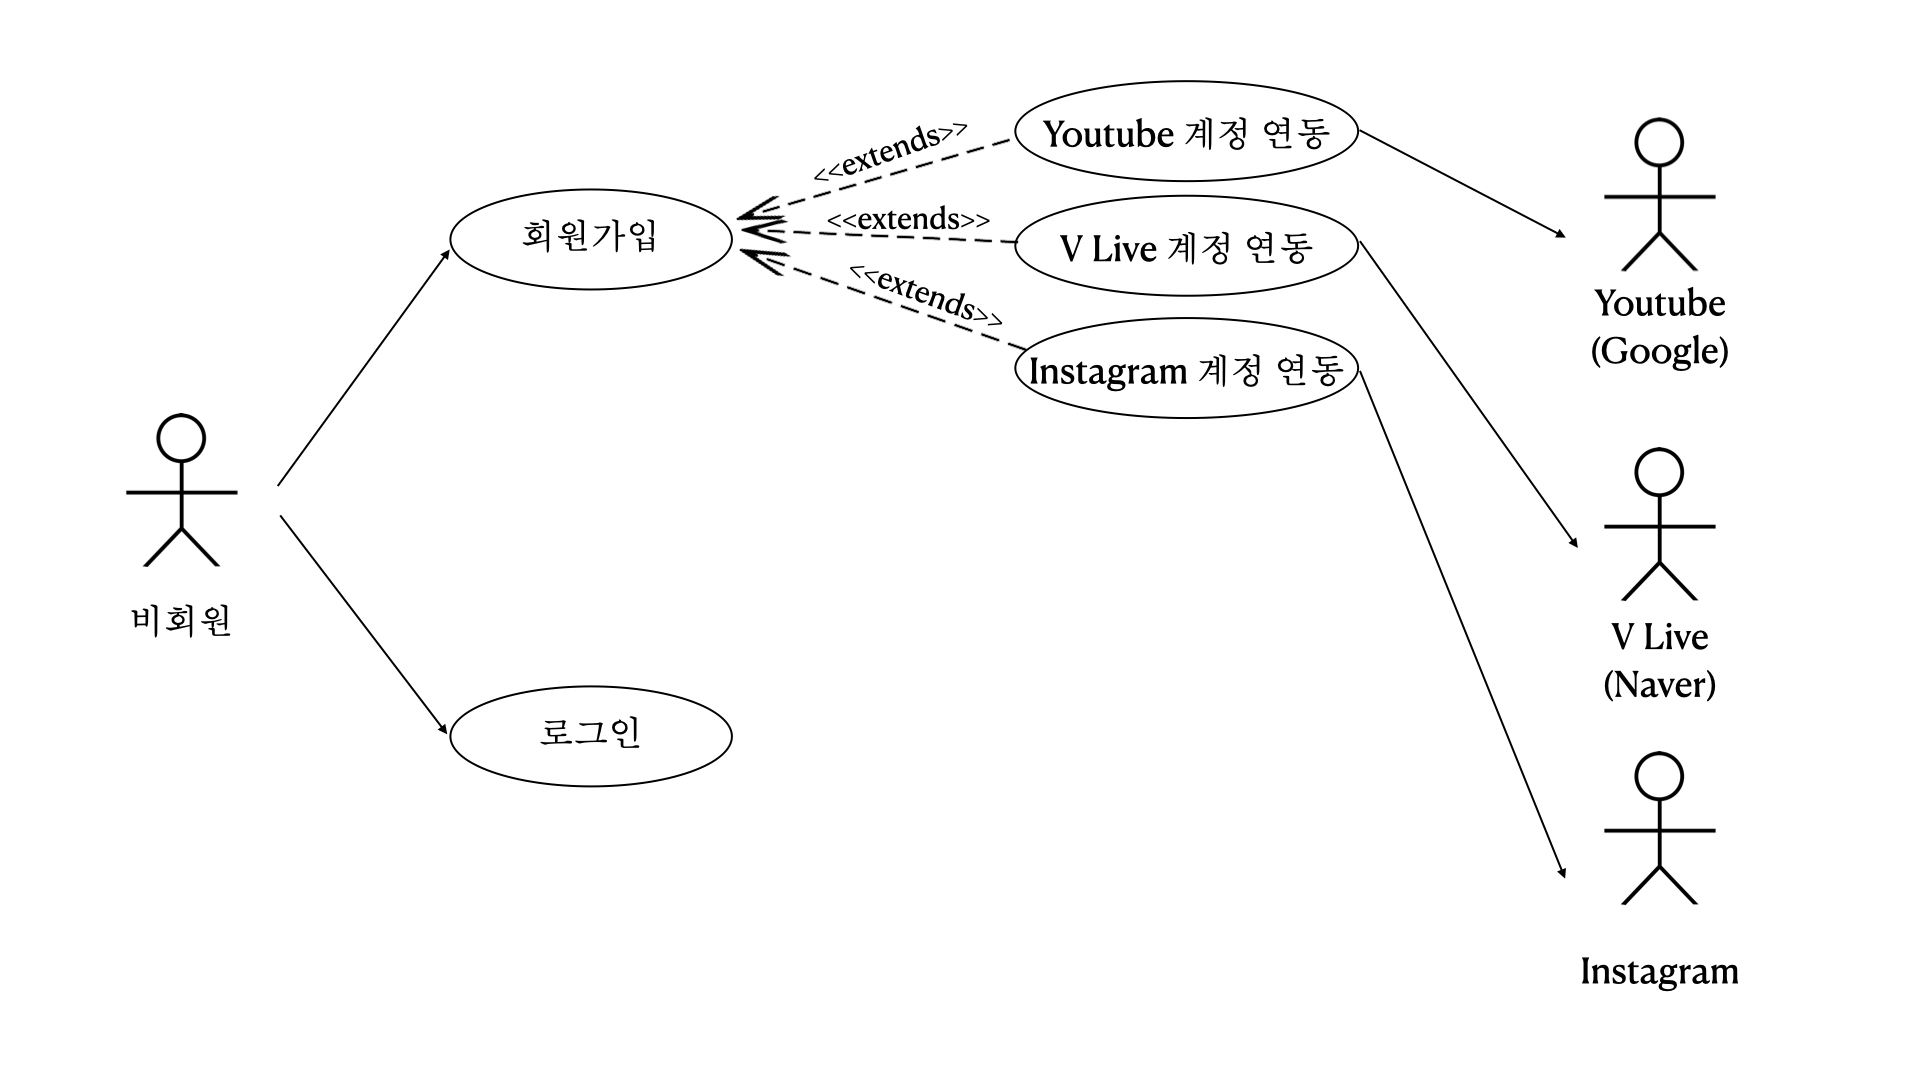 Youtube 계정 연동
<<extends>>
회원가입
<<extends>>
V Live 계정 연동
<<extends>>
Instagram 계정 연동
Youtube
(Google)
비회원
V Live
(Naver)
로그인
Instagram